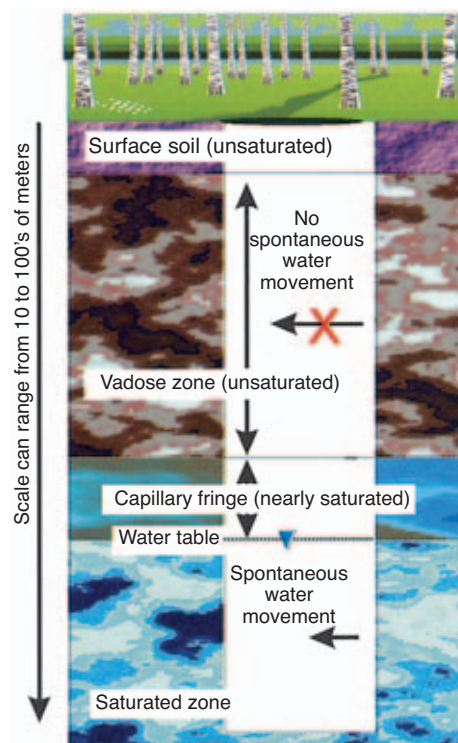 Surface soil (unsaturated)
No
spontaneous
water
movement
Vadose zone (unsaturated)
Capillary fringe (nearly saturated)
Water table
Spontaneous
water
movement
Saturated zone
Scale can range from 10 to 100's of meters